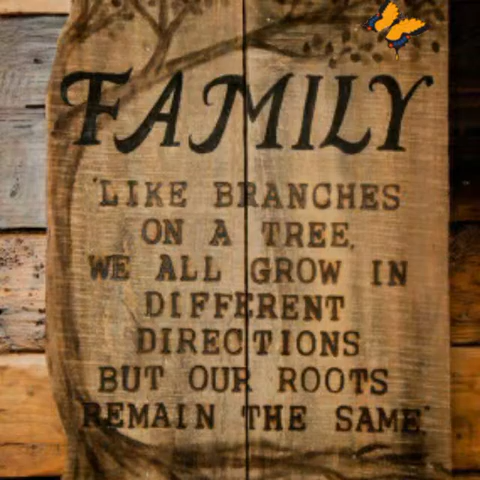 FAMILY
"LIKE BRANCHES
ON A TREE,
WE ALL GROW IN
DIFFERENT
DIRECTIONS
BUT OUR ROOTS
REMAIN THE SAME."